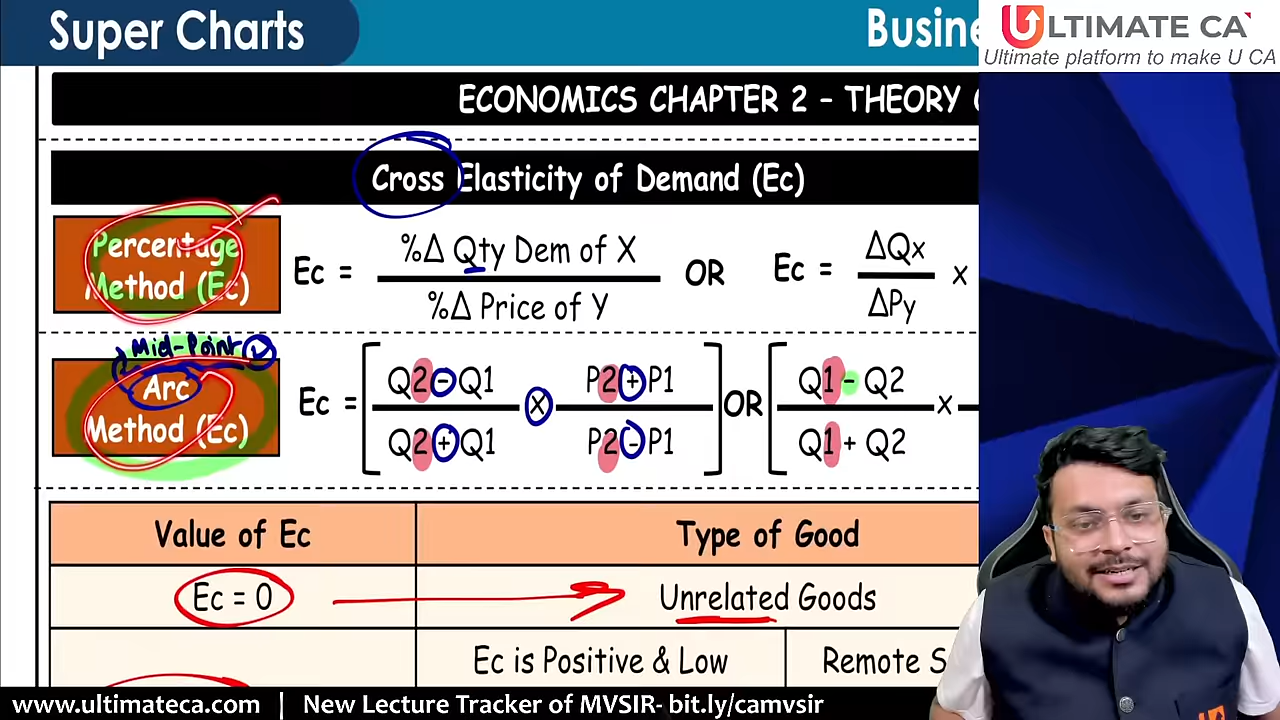 Super Charts
Busine
ULTIMATE CA
Ultimate platform to make U CA
ECONOMICS CHAPTER 2 – THEORY
Cross Elasticity of Demand (Ec)
Percentage
Method (Ec)
Ec = %Δ Qty Dem of X
%Δ Price of Y
OR
Ec = ΔQx
ΔPy
x
Mid-Point
Arc
Method (Ec)
Ec = [ Q2 - Q1 x P2 + P1 ] OR [ Q1 - Q2 x
Q2 + Q1 P2 - P1 Q1 + Q2
Value of Ec
Type of Good
Ec = 0
Unrelated Goods
Ec is Positive & Low
Remote S
www.ultimateca.com | New Lecture Tracker of MVSIR- bit.ly/camvsir